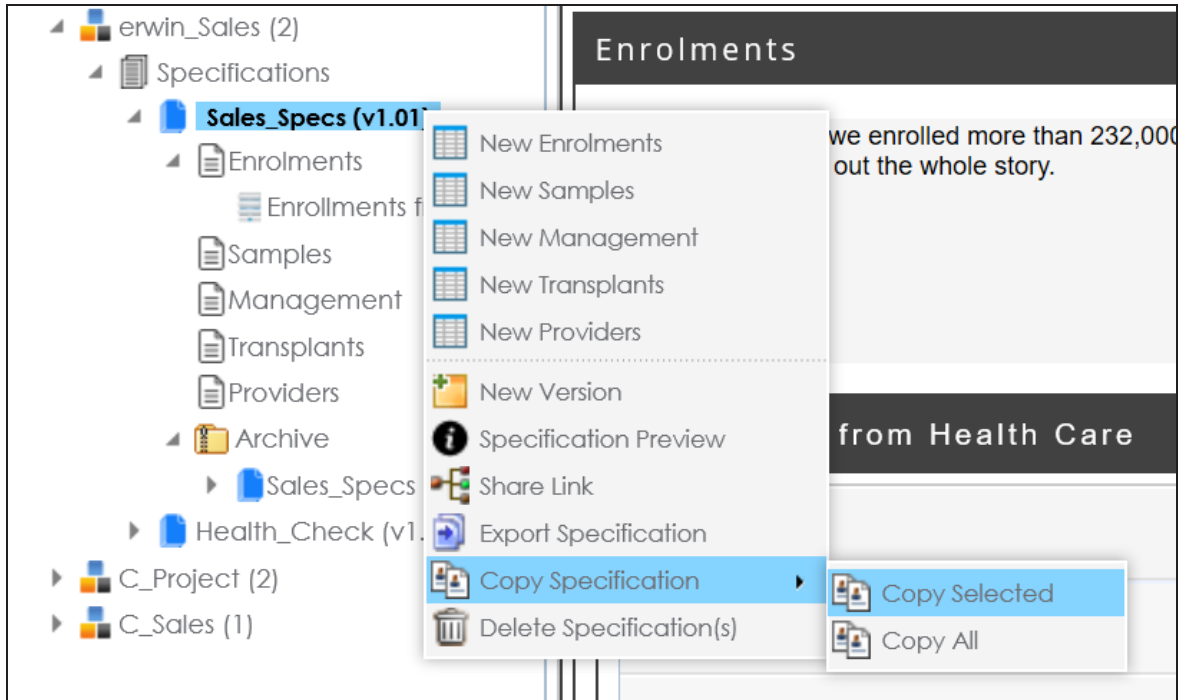 erwin_Sales (2)
Specifications
Sales_Specs (v1.01)
Enrolments
Enrollments f
Samples
Management
Transplants
Providers
Archive
Sales_Specs
Health_Check (v1.
C_Project (2)
C_Sales (1)
New Enrolments
New Samples
New Management
New Transplants
New Providers
New Version
Specification Preview
Share Link
Export Specification
Copy Specification
Delete Specification(s)
Copy Selected
Copy All
Enrolments
we enrolled more than 232,000
out the whole story.
from Health Care